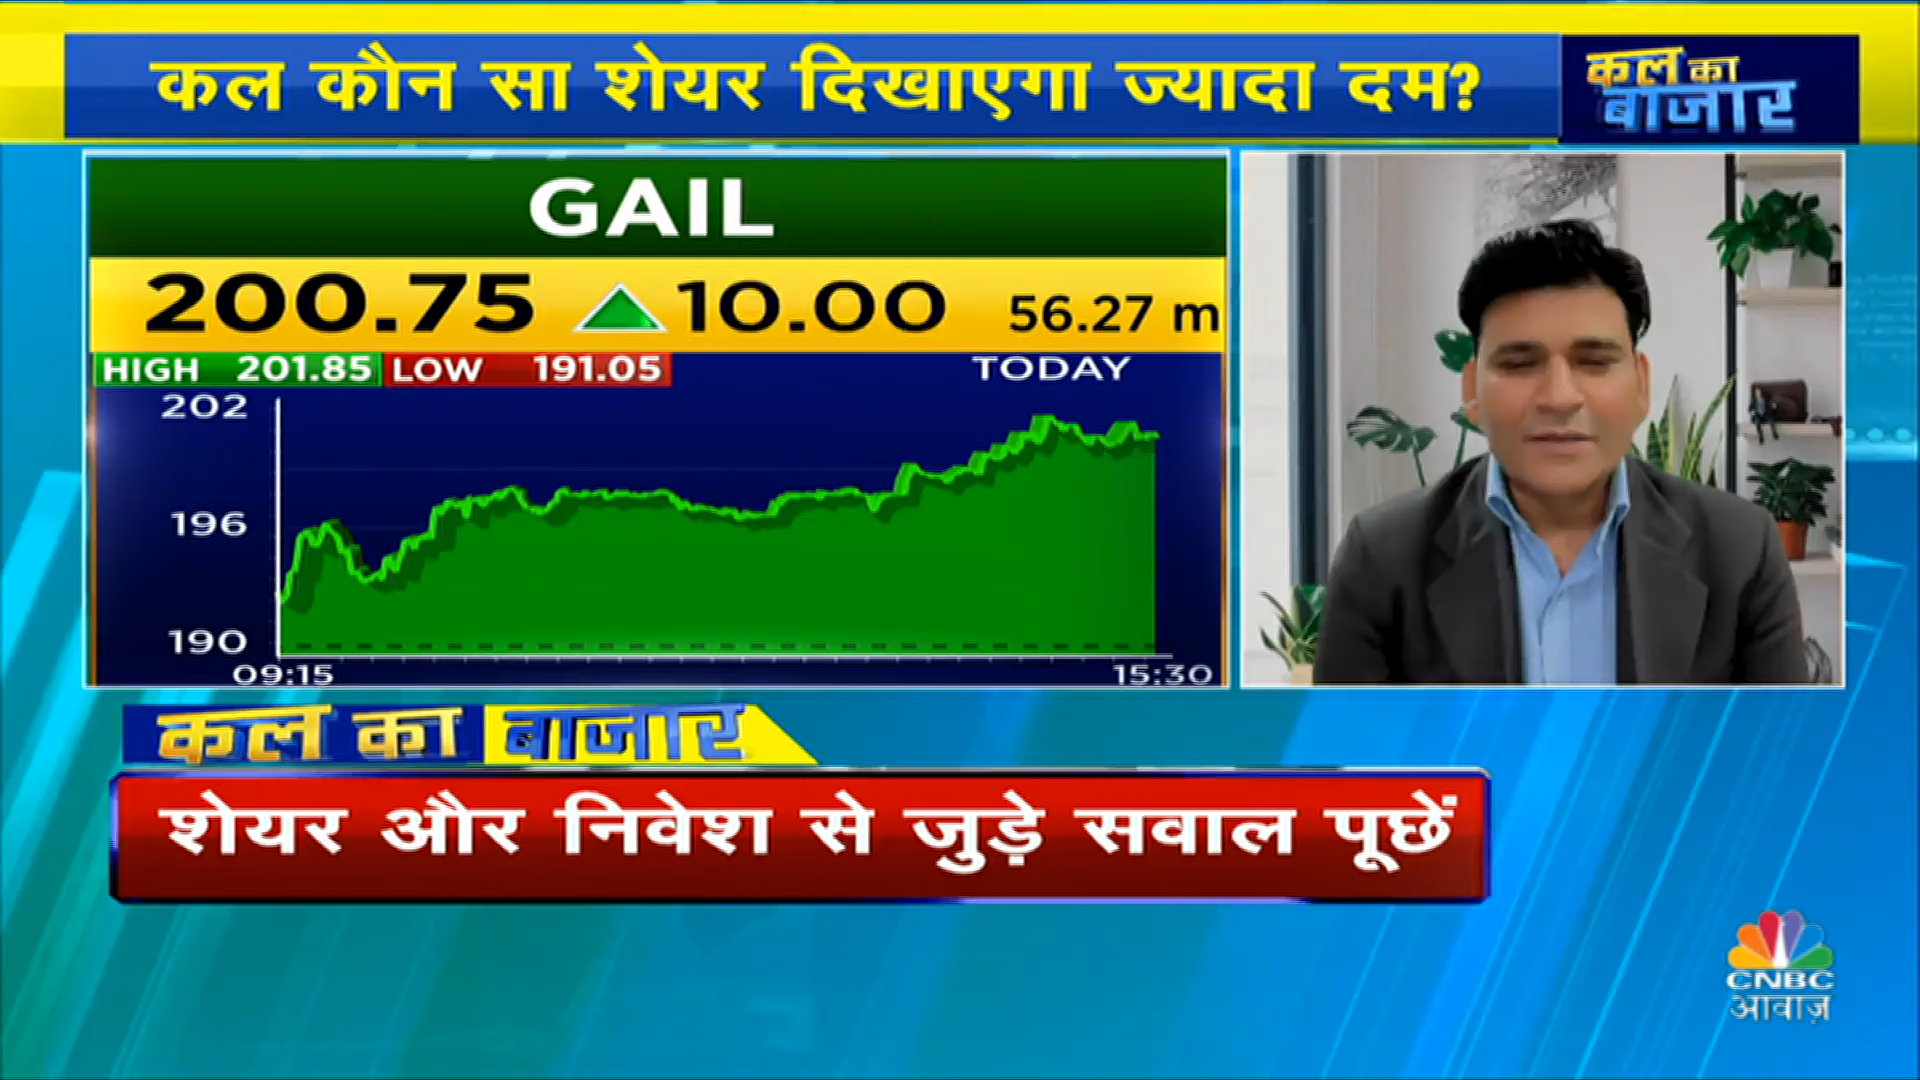 कल कौन सा शेयर दिखाएगा ज्यादा दम?
कल का
बाजार
GAIL
200.75 ▲ 10.00 56.27 m
HIGH 201.85 LOW 191.05 TODAY
202
196
190
09:15 15:30
कल का बाजार
शेयर और निवेश से जुड़े सवाल पूछें
CNBC
आवाज़